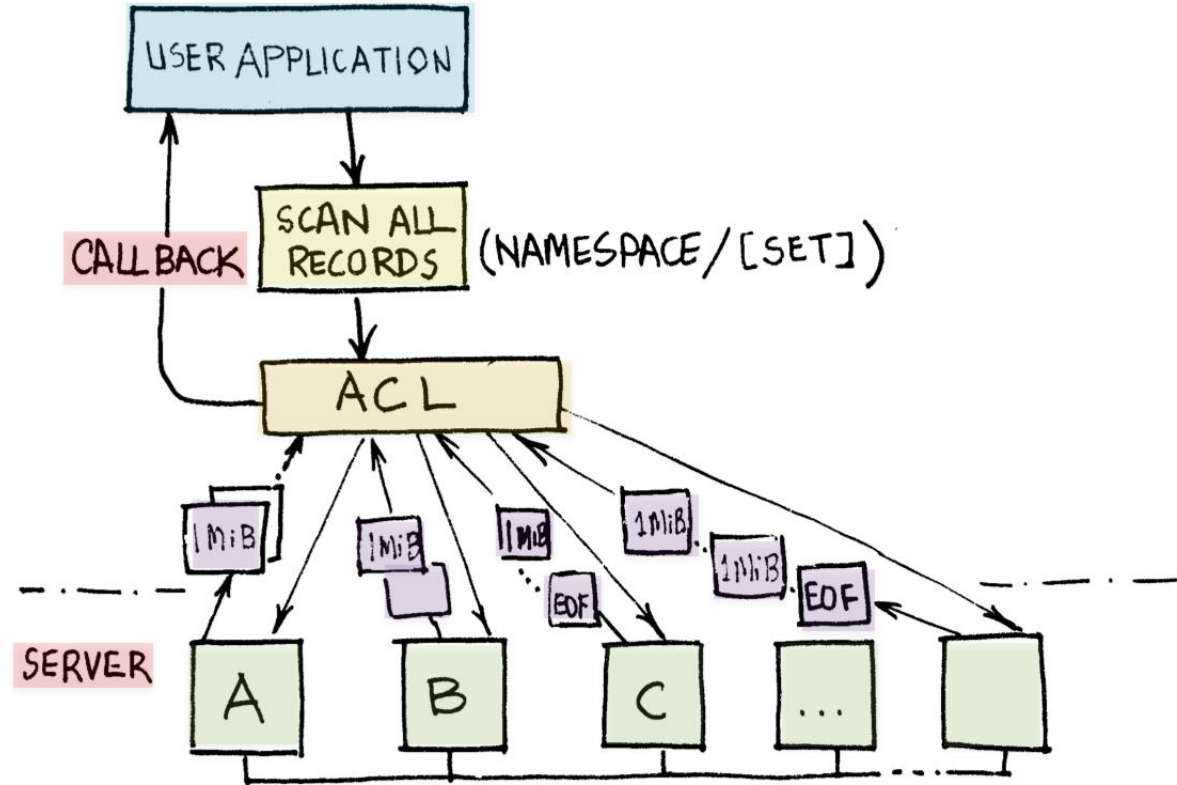 USER APPLICATION
SCAN ALL
RECORDS
(NAMESPACE/[SET])
CALLBACK
ACL
1MiB
1MiB
1MiB
1MiB
1MiB
EOF
EOF
SERVER
A
B
C
...